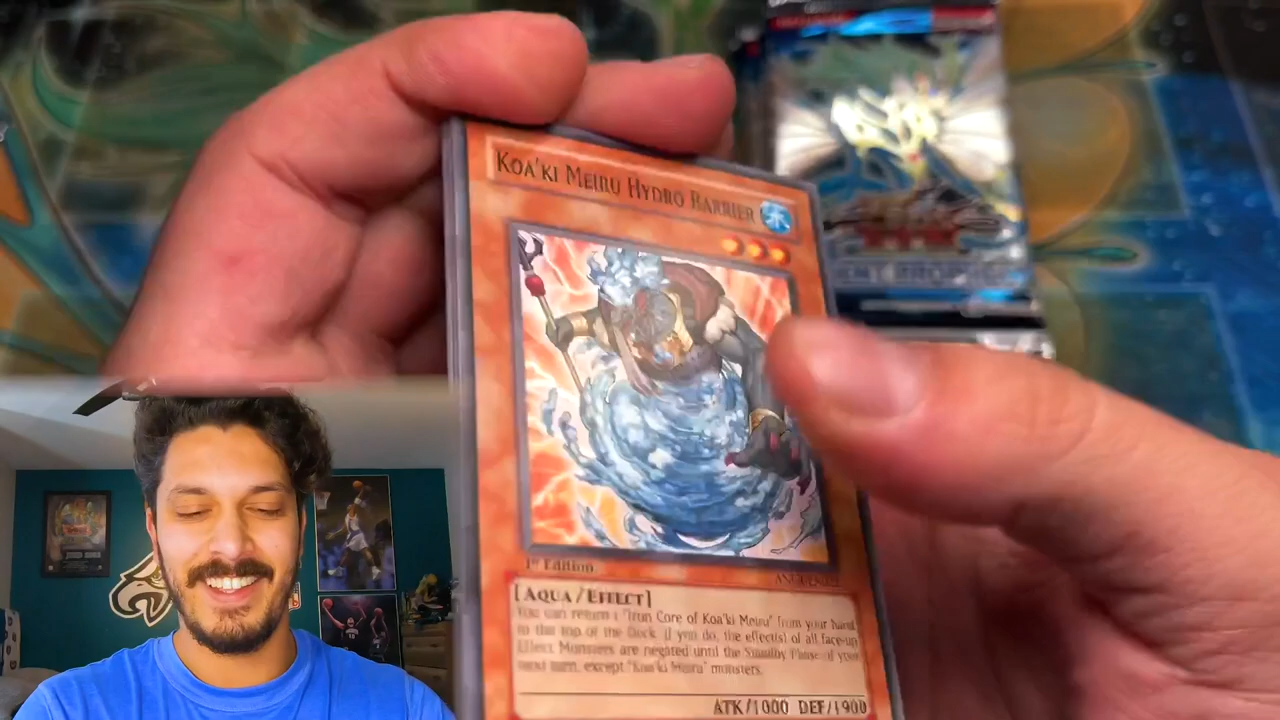 KOA'KI MEIRU HYDRO BARRIER
ENT PROPHE
1st Edition
[AQUA/EFFECT]
You can return 1 "Iron Core of Koa'ki Meiru" from your hand
to the top of the Deck. If you do, the effect(s) of all face-up
Effect Monsters are negated until the Standby Phase of your
next turn, except "Koa'ki Meiru" monsters.
ATK/1000 DEF/1900